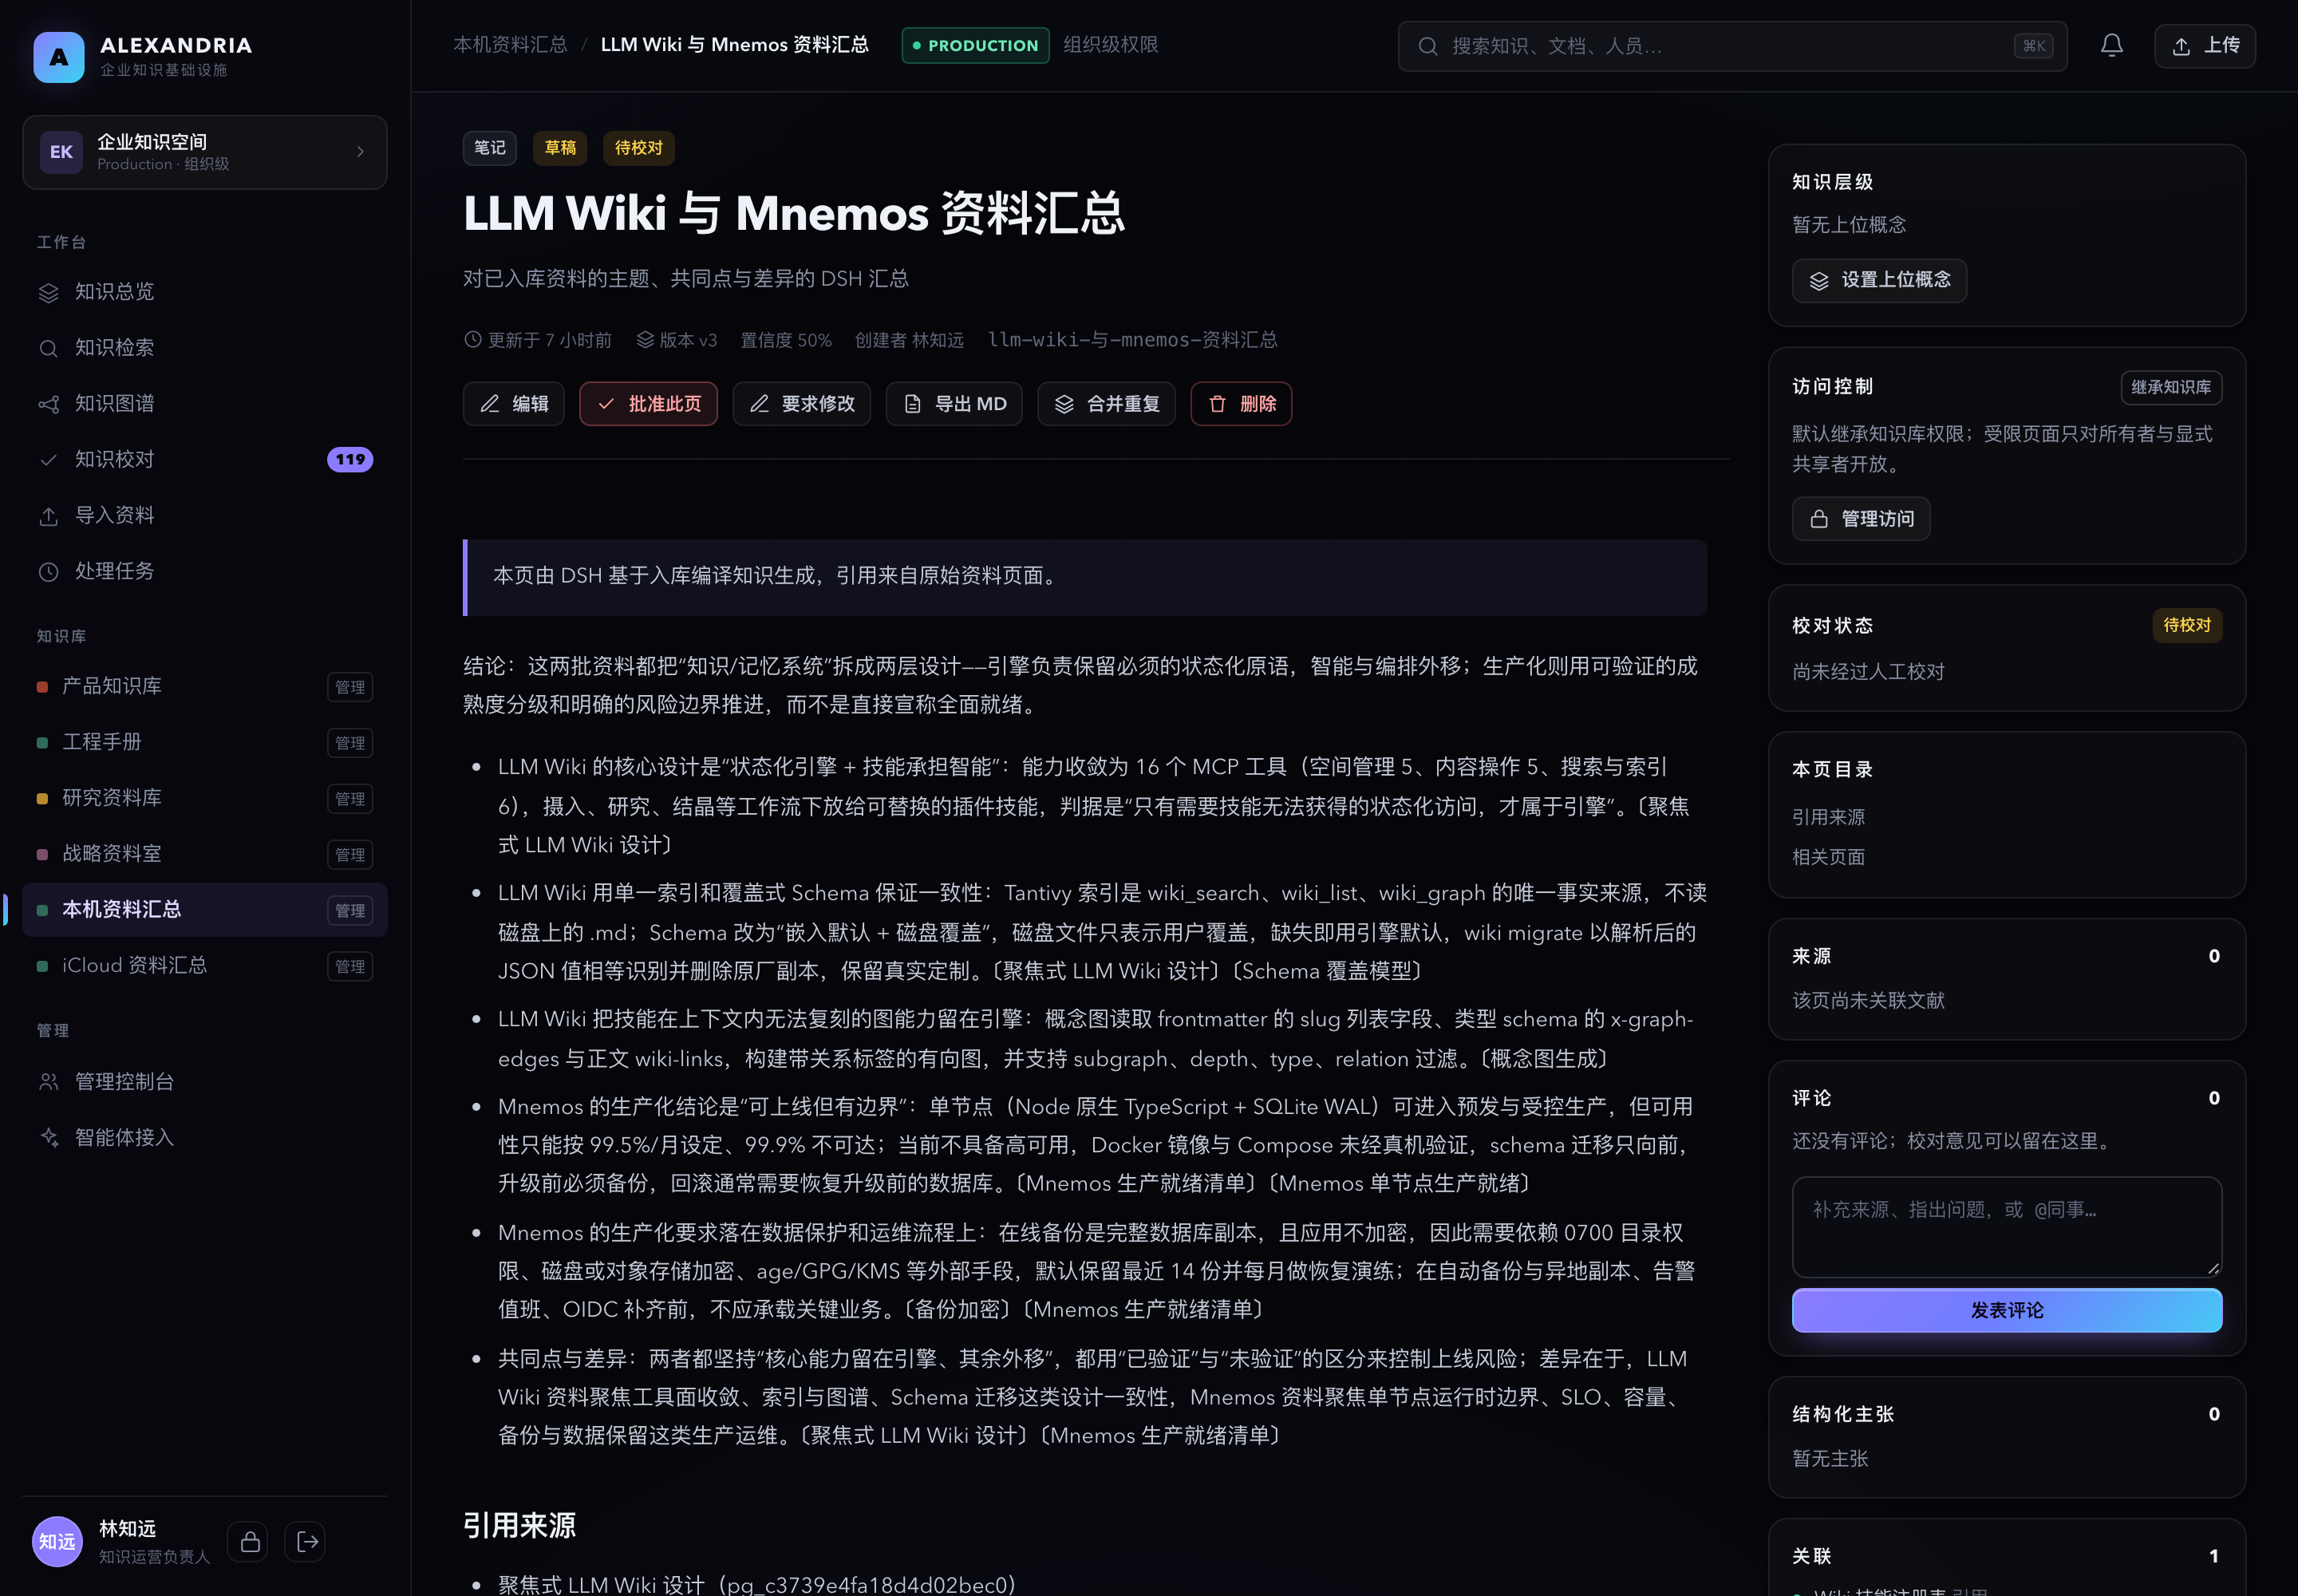 A
ALEXANDRIA
企业知识基础设施
EK
企业知识空间
Production · 组织级
工作台
知识总览
知识检索
知识图谱
知识校对
119
导入资料
处理任务
知识库
产品知识库
管理
工程手册
管理
研究资料库
管理
战略资料室
管理
本机资料汇总
管理
iCloud 资料汇总
管理
管理
管理控制台
智能体接入
知远
林知远
知识运营负责人
本机资料汇总 / LLM Wiki 与 Mnemos 资料汇总
PRODUCTION
组织级权限
搜索知识、文档、人员...
⌘K
上传
笔记
草稿
待校对
LLM Wiki 与 Mnemos 资料汇总
对已入库资料的主题、共同点与差异的 DSH 汇总
更新于 7 小时前
版本 v3
置信度 50%
创建者 林知远
llm-wiki-与-mnemos-资料汇总
编辑
批准此页
要求修改
导出 MD
合并重复
删除
本页由 DSH 基于入库编译知识生成，引用来自原始资料页面。
结论：这两批资料都把“知识/记忆系统”拆成两层设计——引擎负责保留必须的状态化原语，智能与编排外移；生产化则用可验证的成
熟度分级和明确的风险边界推进，而不是直接宣称全面就绪。
LLM Wiki 的核心设计是“状态化引擎 + 技能承担智能”：能力收敛为 16 个 MCP 工具（空间管理 5、内容操作 5、搜索与索引
6），摄入、研究、结晶等工作流下放给可替换的插件技能，判据是“只有需要技能无法获得的状态化访问，才属于引擎”。〔聚焦
式 LLM Wiki 设计〕
LLM Wiki 用单一索引和覆盖式 Schema 保证一致性：Tantivy 索引是 wiki_search、wiki_list、wiki_graph 的唯一事实来源，不读
磁盘上的 .md；Schema 改为“嵌入默认 + 磁盘覆盖”，磁盘文件只表示用户覆盖，缺失即用引擎默认，wiki migrate 以解析后的
JSON 值相等识别并删除原厂副本，保留真实定制。〔聚焦式 LLM Wiki 设计〕〔Schema 覆盖模型〕
LLM Wiki 把技能在上下文内无法复刻的图能力留在引擎：概念图读取 frontmatter 的 slug 列表字段、类型 schema 的 x-graph-
edges 与正文 wiki-links，构建带关系标签的有向图，并支持 subgraph、depth、type、relation 过滤。〔概念图生成〕
Mnemos 的生产化结论是“可上线但有边界”：单节点（Node 原生 TypeScript + SQLite WAL）可进入预发与受控生产，但可用
性只能按 99.5%/月设定、99.9% 不可达；当前不具备高可用，Docker 镜像与 Compose 未经真机验证，schema 迁移只向前，
升级前必须备份，回滚通常需要恢复升级前的数据库。〔Mnemos 生产就绪清单〕〔Mnemos 单节点生产就绪〕
Mnemos 的生产化要求落在数据保护和运维流程上：在线备份是完整数据库副本，且应用不加密，因此需要依赖 0700 目录权
限、磁盘或对象存储加密、age/GPG/KMS 等外部手段，默认保留最近 14 份并每月做恢复演练；在自动备份与异地副本、告警
值班、OIDC 补齐前，不应承载关键业务。〔备份加密〕〔Mnemos 生产就绪清单〕
共同点与差异：两者都坚持“核心能力留在引擎、其余外移”，都用“已验证”与“未验证”的区分来控制上线风险；差异在于，LLM
Wiki 资料聚焦工具面收敛、索引与图谱、Schema 迁移这类设计一致性，Mnemos 资料聚焦单节点运行时边界、SLO、容量、
备份与数据保留这类生产运维。〔聚焦式 LLM Wiki 设计〕〔Mnemos 生产就绪清单〕
引用来源
聚焦式 LLM Wiki 设计（pg_c3739e4fa18d4d02bec0）
知识层级
暂无上位概念
设置上位概念
访问控制
继承知识库
默认继承知识库权限；受限页面只对所有者与显式
共享者开放。
管理访问
校对状态
待校对
尚未经过人工校对
本页目录
引用来源
相关页面
来源
0
该页尚未关联文献
评论
0
还没有评论；校对意见可以留在这里。
补充来源、指出问题，或 @同事…
发表评论
结构化主张
0
暂无主张
关联
1
Wiki 技能注册表 引用